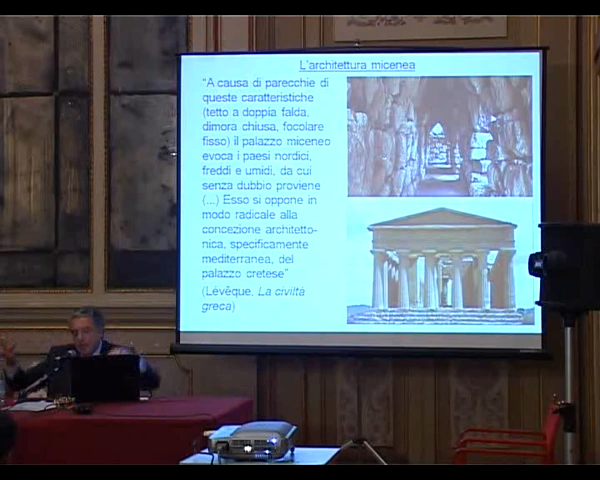 L'architettura micenea
“A causa di parecchie di
queste caratteristiche
(tetto a doppia falda,
dimora chiusa, focolare
fisso) il palazzo miceneo
evoca i paesi nordici,
freddi e umidi, da cui
senza dubbio proviene
(...) Esso si oppone in
modo radicale alla
concezione architetto-
nica, specificamente
mediterranea, del
palazzo cretese”
(Lévêque, La civiltà
greca)